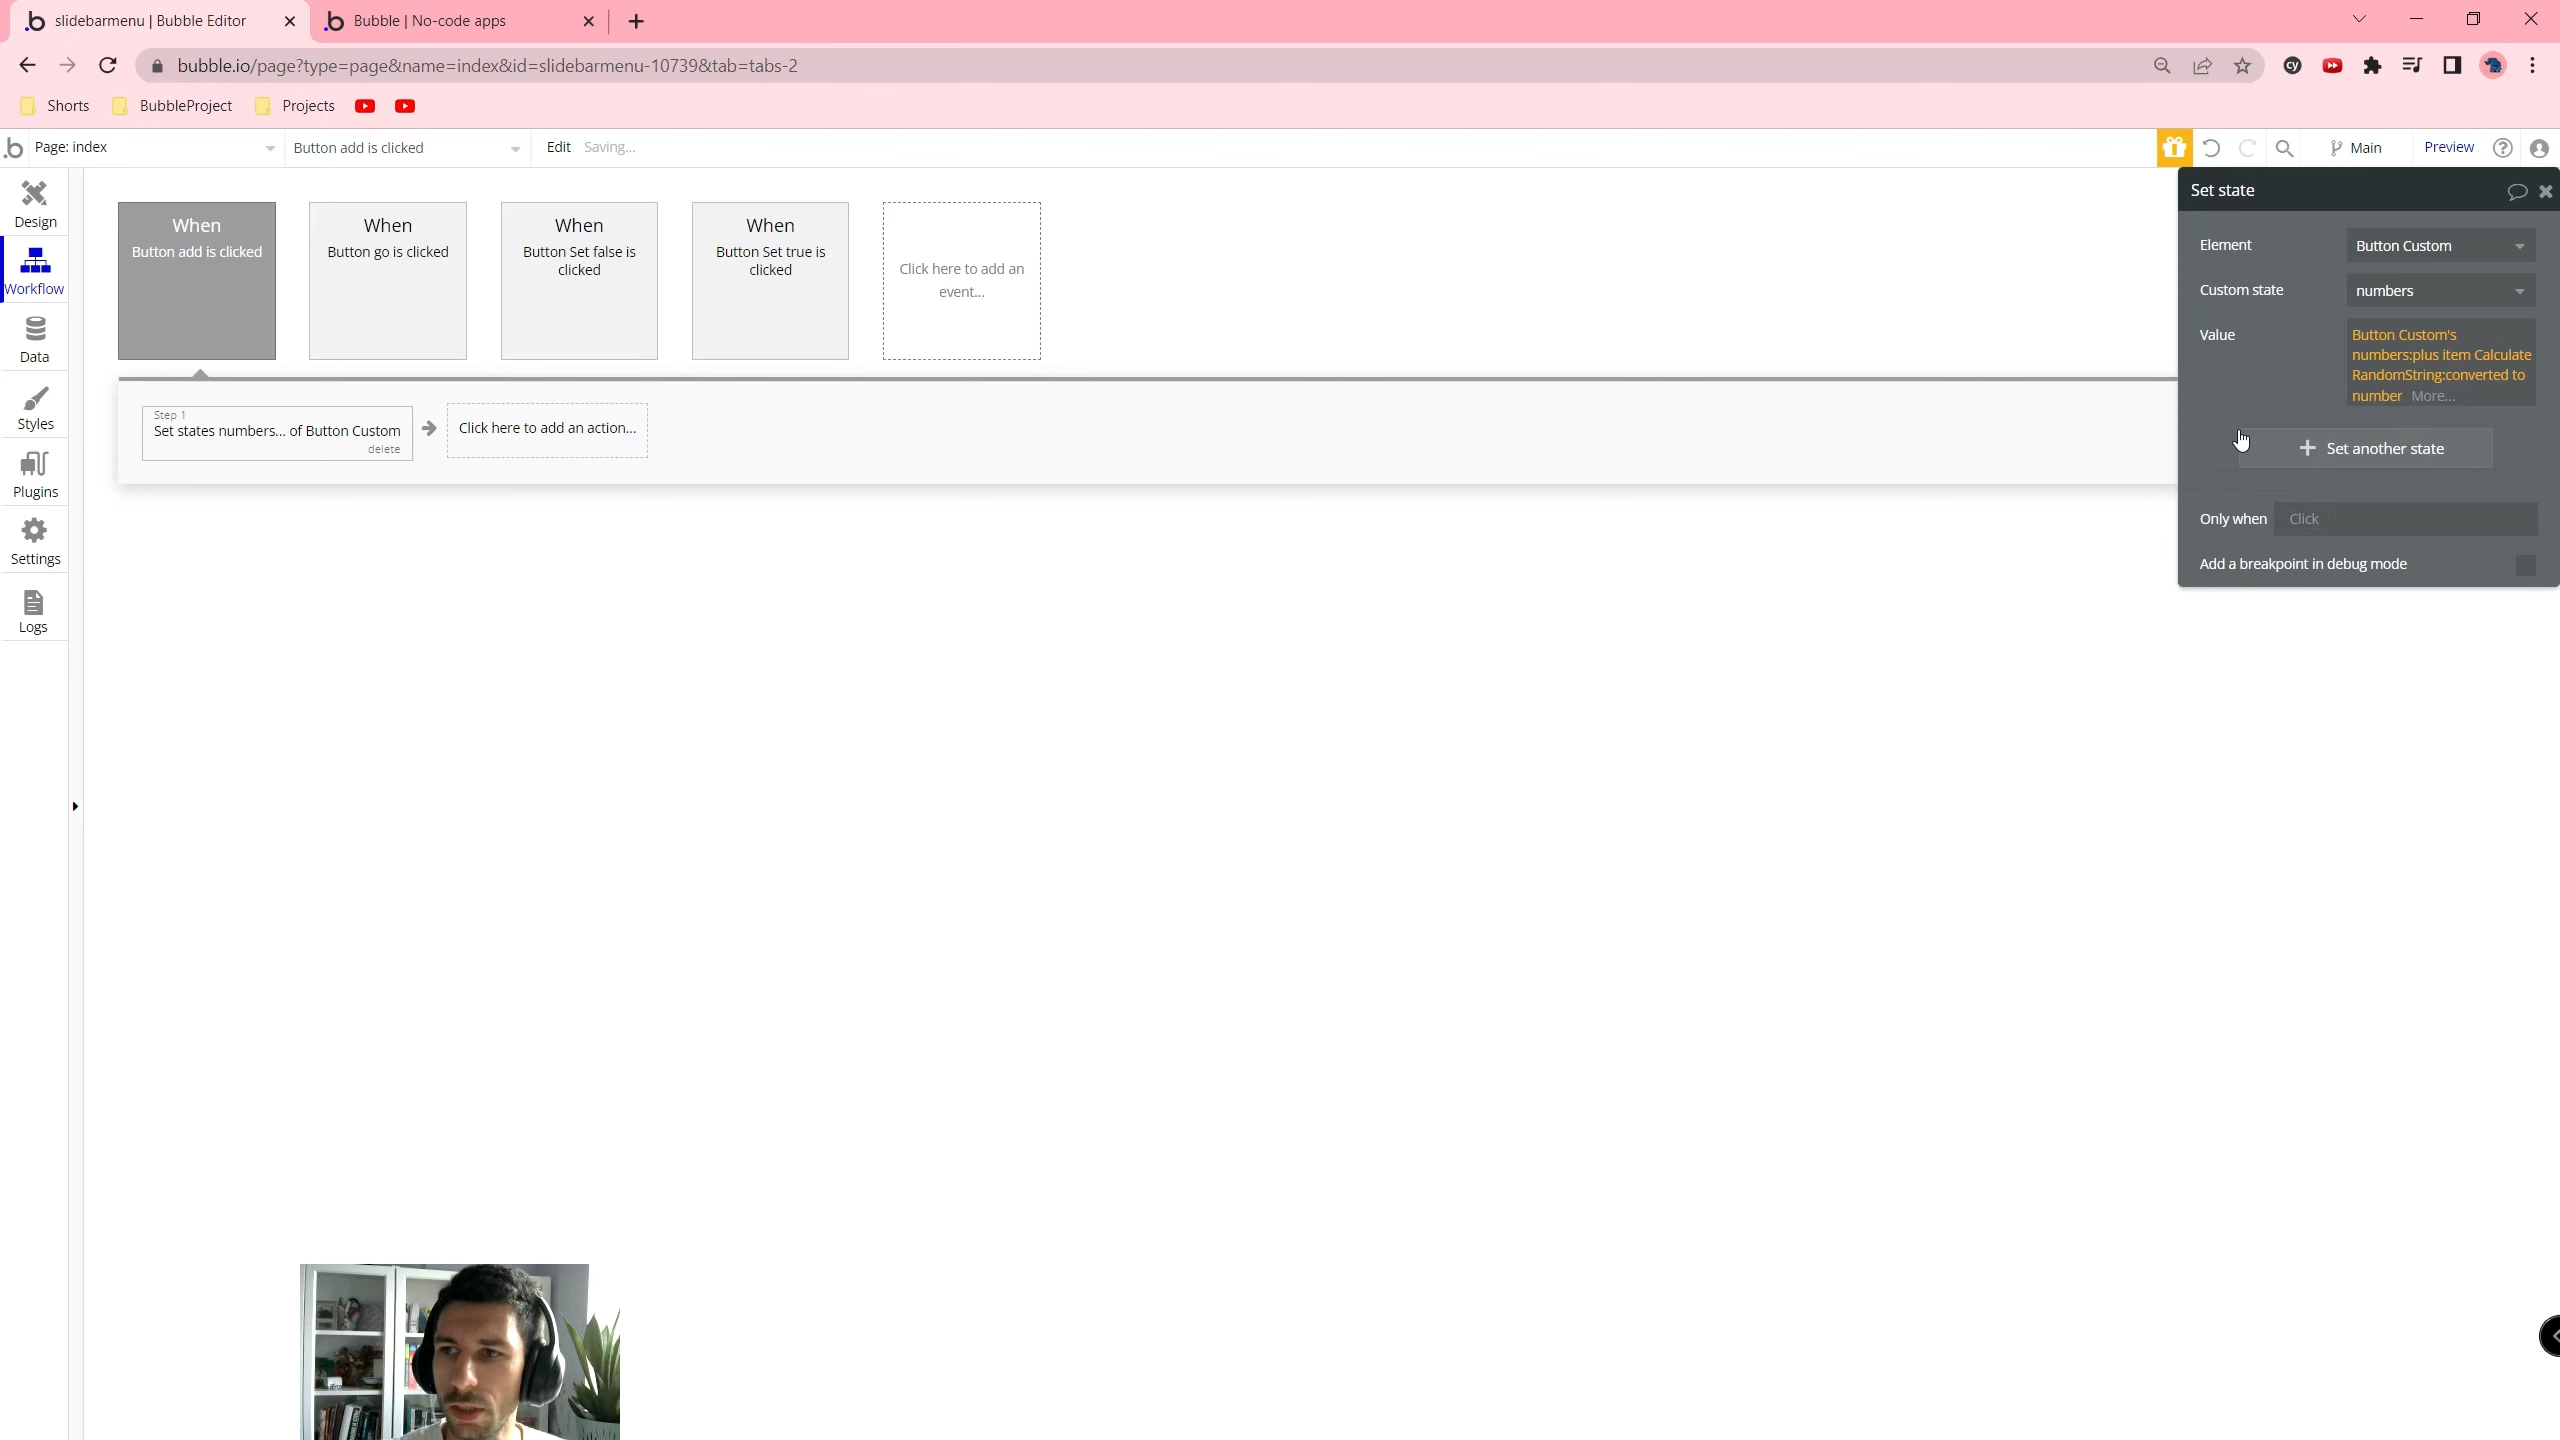 slidebarmenu | Bubble Editor
Bubble | No-code apps
bubble.io/page?type=page&name=index&id=slidebarmenu-10739&tab=tabs-2
cy
Shorts
BubbleProject
Projects
Page: index
Button add is clicked
Edit
Saving...
Main
Preview
Design
Workflow
Data
Styles
Plugins
Settings
Logs
When
Button add is clicked
When
Button go is clicked
When
Button Set false is
clicked
When
Button Set true is
clicked
Click here to add an
event...
Step 1
Set states numbers... of Button Custom
delete
Click here to add an action...
Set state
Element
Button Custom
Custom state
numbers
Value
Button Custom's
numbers:plus item Calculate
RandomString:converted to
number More...
Set another state
Only when
Click
Add a breakpoint in debug mode